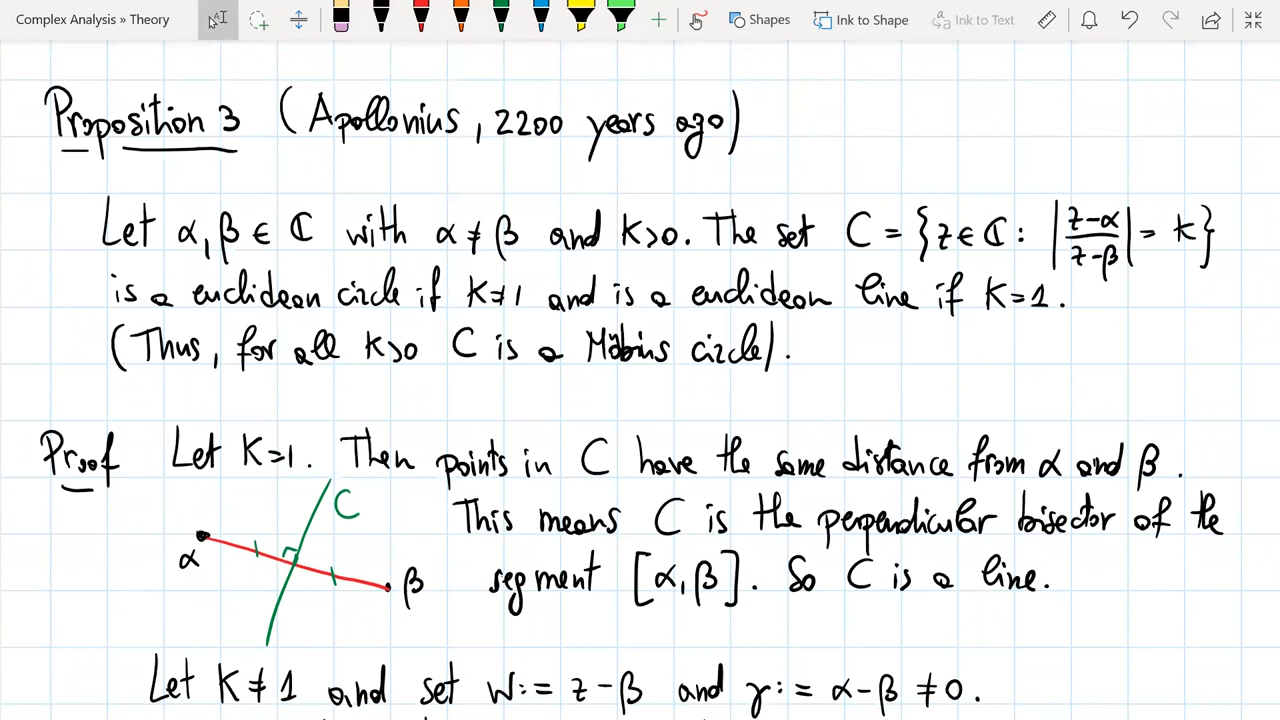 Complex Analysis » Theory
Shapes
Ink to Shape
Ink to Text
Proposition 3 (Apollonius, 2200 years ago)
Let α, β ∈ ℂ with α ≠ β and k>0. The set C = {z ∈ ℂ : |z-α / z-β| = k}
is a euclidean circle if k≠1 and is a euclidean line if k=1.
(Thus, for all k>0 C is a Möbius circle).
Proof Let k=1. Then points in C have the same distance from α and β.
C
This means C is the perpendicular bisector of the
α
β
segment [α, β]. So C is a line.
Let k ≠ 1 and set w := z - β and γ := α - β ≠ 0.